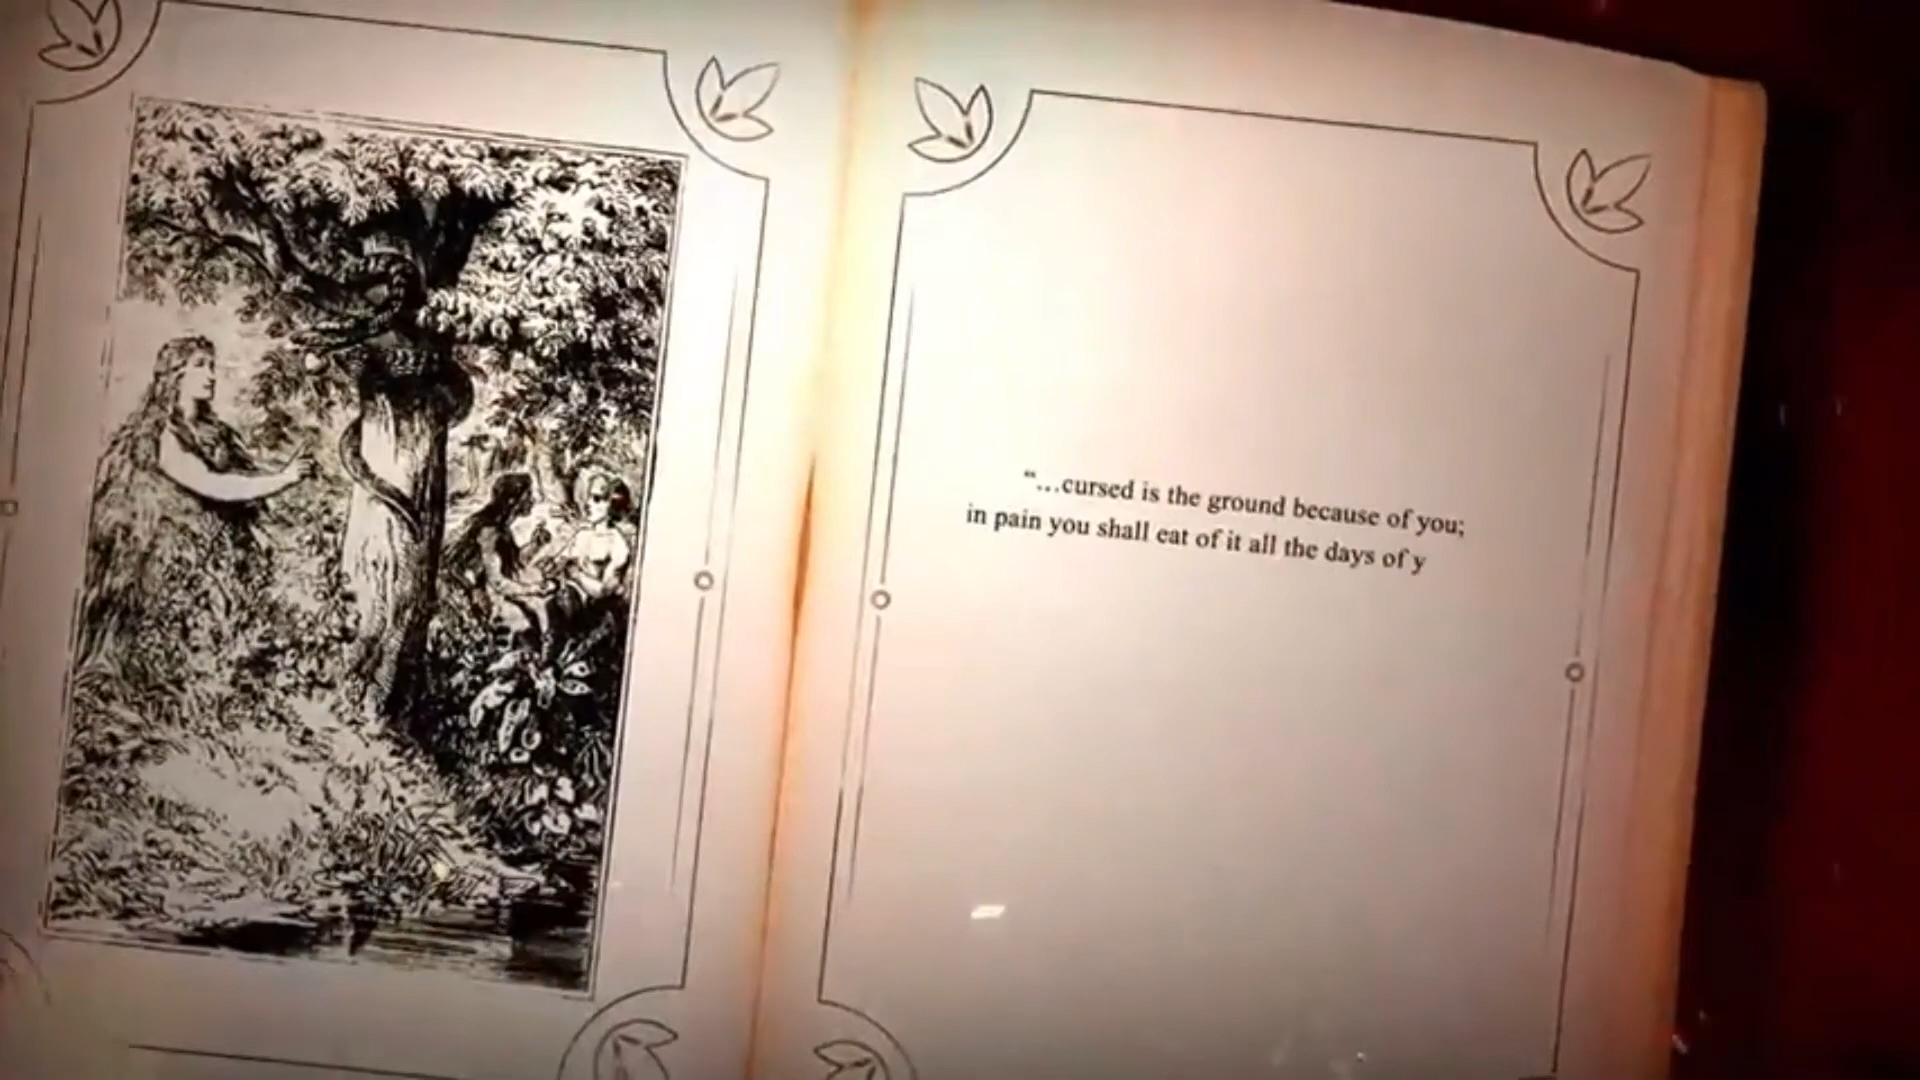 “...cursed is the ground because of you;
in pain you shall eat of it all the days of y